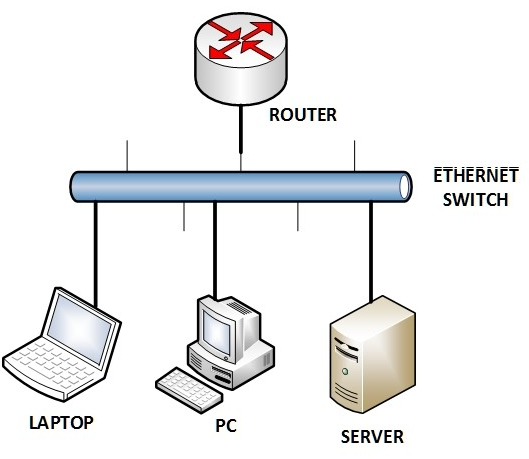 ROUTER
ETHERNET
SWITCH
LAPTOP
PC
SERVER